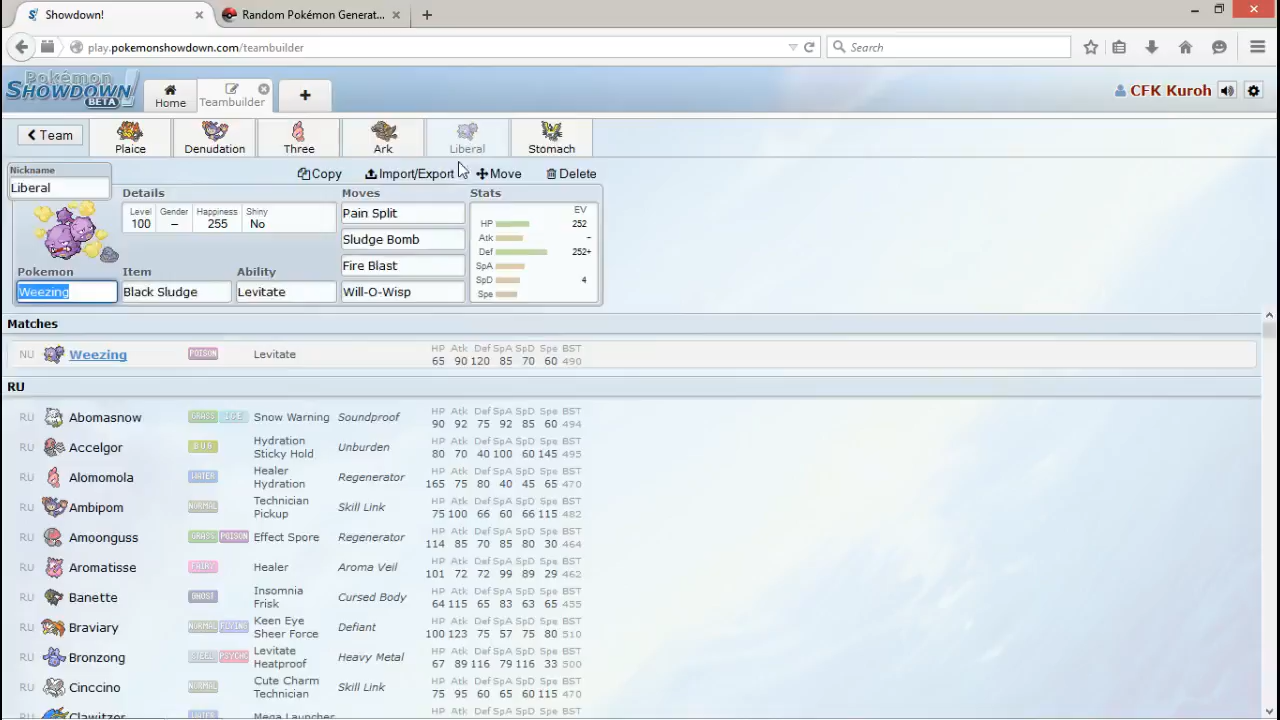 Showdown!
Random Pokémon Generat...
play.pokemonshowdown.com/teambuilder
Search
Pokémon
SHOWDOWN!
BETA
Home
Teambuilder
CFK Kuroh
Team
Plaice
Denudation
Three
Ark
Liberal
Stomach
Nickname
Liberal
Copy
Import/Export
Move
Delete
Details
Moves
Stats
Level
100
Gender
–
Happiness
255
Shiny
No
Pain Split
Sludge Bomb
Fire Blast
Will-O-Wisp
EV
HP 252
Atk –
Def 252+
SpA
SpD 4
Spe
Pokemon
Weezing
Item
Black Sludge
Ability
Levitate
Matches
NU Weezing POISON Levitate HP Atk Def SpA SpD Spe BST
65 90 120 85 70 60 490
RU
RU Abomasnow GRASS ICE Snow Warning Soundproof HP Atk Def SpA SpD Spe BST
90 92 75 92 85 60 494
RU Accelgor BUG Hydration Sticky Hold Unburden HP Atk Def SpA SpD Spe BST
80 70 40 100 60 145 495
RU Alomomola WATER Healer Hydration Regenerator HP Atk Def SpA SpD Spe BST
165 75 80 40 45 65 470
RU Ambipom NORMAL Technician Pickup Skill Link HP Atk Def SpA SpD Spe BST
75 100 66 60 66 115 482
RU Amoonguss GRASS POISON Effect Spore Regenerator HP Atk Def SpA SpD Spe BST
114 85 70 85 80 30 464
RU Aromatisse FAIRY Healer Aroma Veil HP Atk Def SpA SpD Spe BST
101 72 72 99 89 29 462
RU Banette GHOST Insomnia Frisk Cursed Body HP Atk Def SpA SpD Spe BST
64 115 65 83 63 65 455
RU Braviary NORMAL FLYING Keen Eye Sheer Force Defiant HP Atk Def SpA SpD Spe BST
100 123 75 57 75 80 510
RU Bronzong STEEL PSYCHC Levitate Heatproof Heavy Metal HP Atk Def SpA SpD Spe BST
67 89 116 79 116 33 500
RU Cinccino NORMAL Cute Charm Technician Skill Link HP Atk Def SpA SpD Spe BST
75 95 60 65 60 115 470
RU Clawitzer WATER Mega Launcher HP Atk Def SpA SpD Spe BST